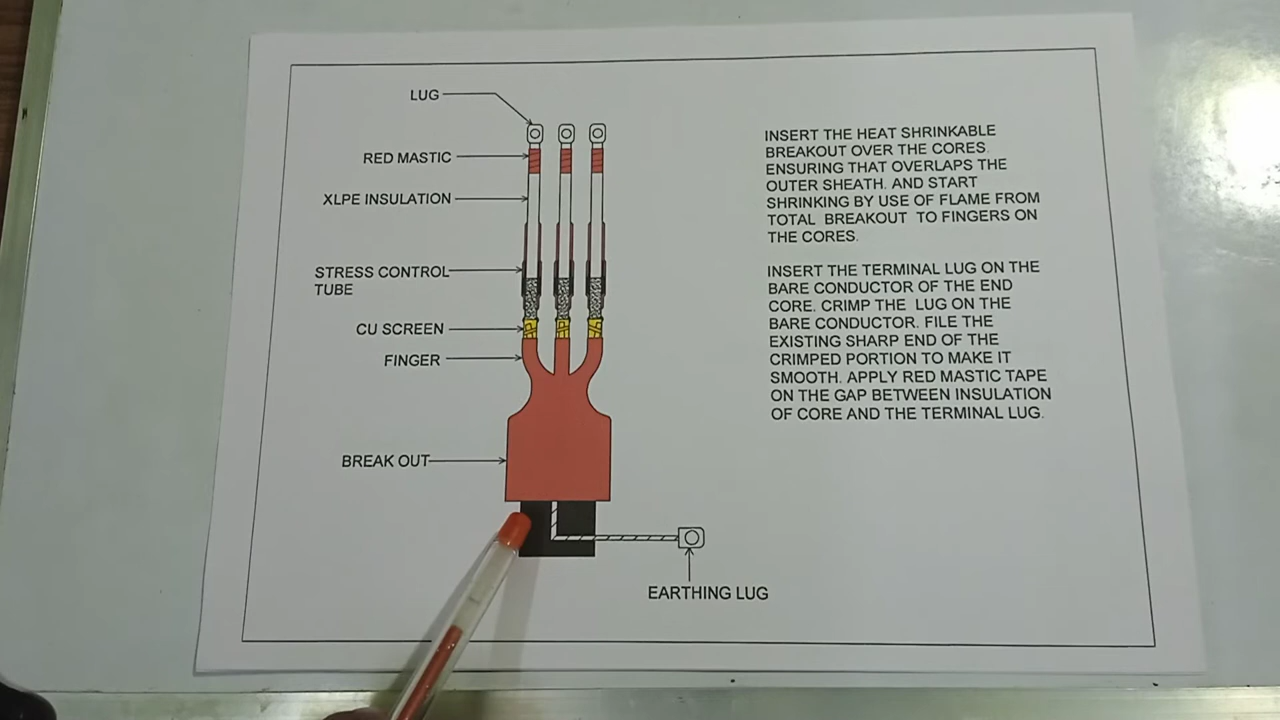 LUG
RED MASTIC
XLPE INSULATION
STRESS CONTROL
TUBE
CU SCREEN
FINGER
BREAK OUT
EARTHING LUG
INSERT THE HEAT SHRINKABLE
BREAKOUT OVER THE CORES.
ENSURING THAT OVERLAPS THE
OUTER SHEATH. AND START
SHRINKING BY USE OF FLAME FROM
TOTAL BREAKOUT TO FINGERS ON
THE CORES.
INSERT THE TERMINAL LUG ON THE
BARE CONDUCTOR OF THE END
CORE. CRIMP THE LUG ON THE
BARE CONDUCTOR. FILE THE
EXISTING SHARP END OF THE
CRIMPED PORTION TO MAKE IT
SMOOTH. APPLY RED MASTIC TAPE
ON THE GAP BETWEEN INSULATION
OF CORE AND THE TERMINAL LUG.